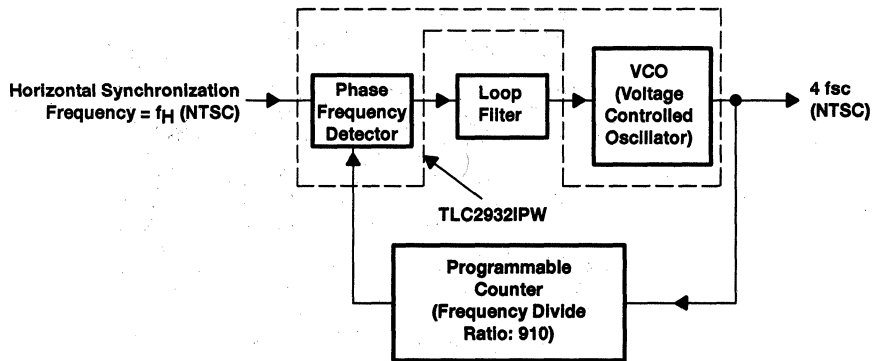 Horizontal Synchronization
Frequency = fH (NTSC)
Phase
Frequency
Detector
Loop
Filter
VCO
(Voltage
Controlled
Oscillator)
4 fsc
(NTSC)
TLC2932IPW
Programmable
Counter
(Frequency Divide
Ratio: 910)